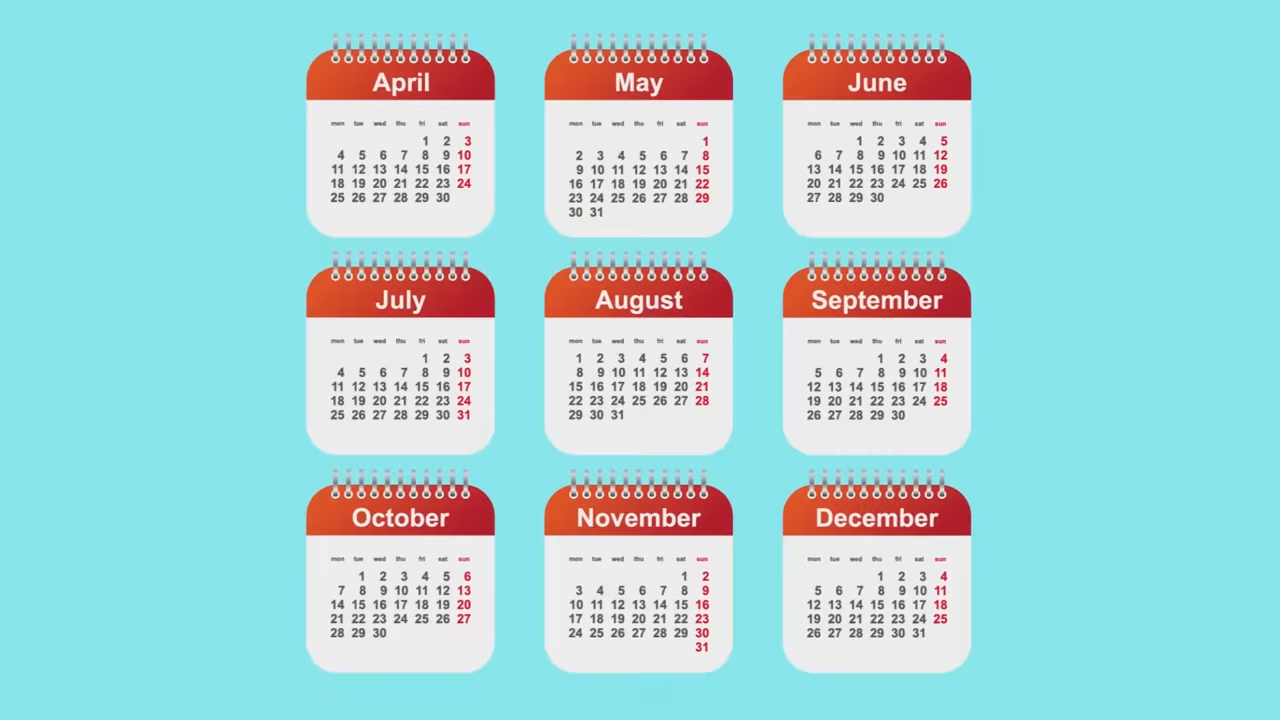 April
mon tue wed thu fri sat sun
1 2 3
4 5 6 7 8 9 10
11 12 13 14 15 16 17
18 19 20 21 22 23 24
25 26 27 28 29 30
May
mon tue wed thu fri sat sun
1
2 3 4 5 6 7 8
9 10 11 12 13 14 15
16 17 18 19 20 21 22
23 24 25 26 27 28 29
30 31
June
mon tue wed thu fri sat sun
1 2 3 4 5
6 7 8 9 10 11 12
13 14 15 16 17 18 19
20 21 22 23 24 25 26
27 28 29 30
July
mon tue wed thu fri sat sun
1 2 3
4 5 6 7 8 9 10
11 12 13 14 15 16 17
18 19 20 21 22 23 24
25 26 27 28 29 30 31
August
mon tue wed thu fri sat sun
1 2 3 4 5 6 7
8 9 10 11 12 13 14
15 16 17 18 19 20 21
22 23 24 25 26 27 28
29 30 31
September
mon tue wed thu fri sat sun
1 2 3 4
5 6 7 8 9 10 11
12 13 14 15 16 17 18
19 20 21 22 23 24 25
26 27 28 29 30
October
mon tue wed thu fri sat sun
1 2 3 4 5 6
7 8 9 10 11 12 13
14 15 16 17 18 19 20
21 22 23 24 25 26 27
28 29 30
November
mon tue wed thu fri sat sun
1 2
3 4 5 6 7 8 9
10 11 12 13 14 15 16
17 18 19 20 21 22 23
24 25 26 27 28 29 30
31
December
mon tue wed thu fri sat sun
1 2 3 4
5 6 7 8 9 10 11
12 13 14 15 16 17 18
19 20 21 22 23 24 25
26 27 28 29 30 31